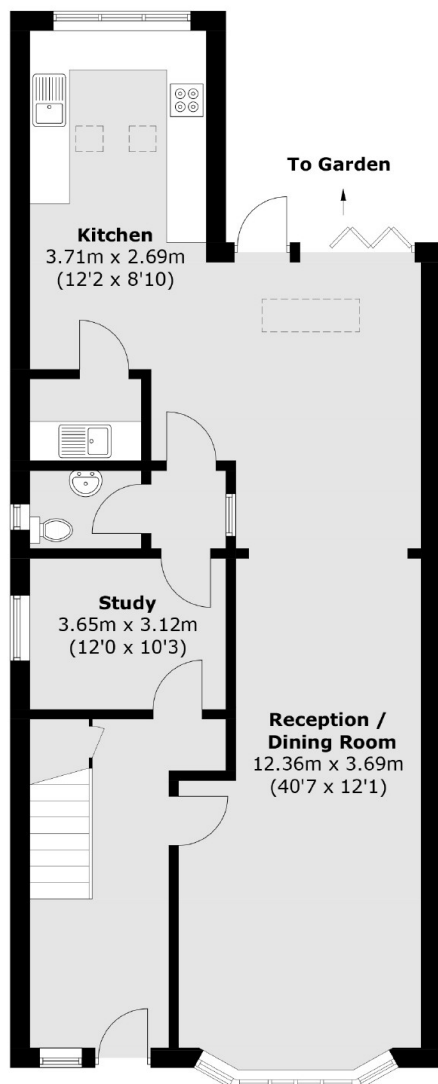 To Garden
Kitchen
3.71m x 2.69m
(12'2 x 8'10)
Study
3.65m x 3.12m
(12'0 x 10'3)
Reception /
Dining Room
12.36m x 3.69m
(40'7 x 12'1)